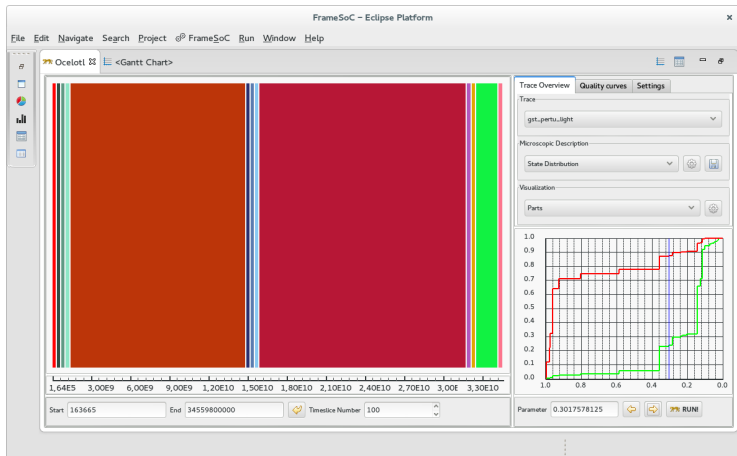 FrameSoC – Eclipse Platform
File Edit Navigate Search Project FrameSoC Run Window Help
Ocelotl <Gantt Chart>
Trace Overview Quality curves Settings
Trace
gst_pertu_light
Microscopic Description
State Distribution
Visualization
Parts
1.0
0.9
0.8
0.7
0.6
0.5
0.4
0.3
0.2
0.1
0.0
1.0 0.8 0.6 0.4 0.2 0.0
1,64E5 3,00E9 6,00E9 9,00E9 1,20E10 1,50E10 1,80E10 2,10E10 2,40E10 2,70E10 3,00E 3,30E10
Start 163665 End 34559800000 Timeslice Number 100
Parameter 0.3017578125 RUN!